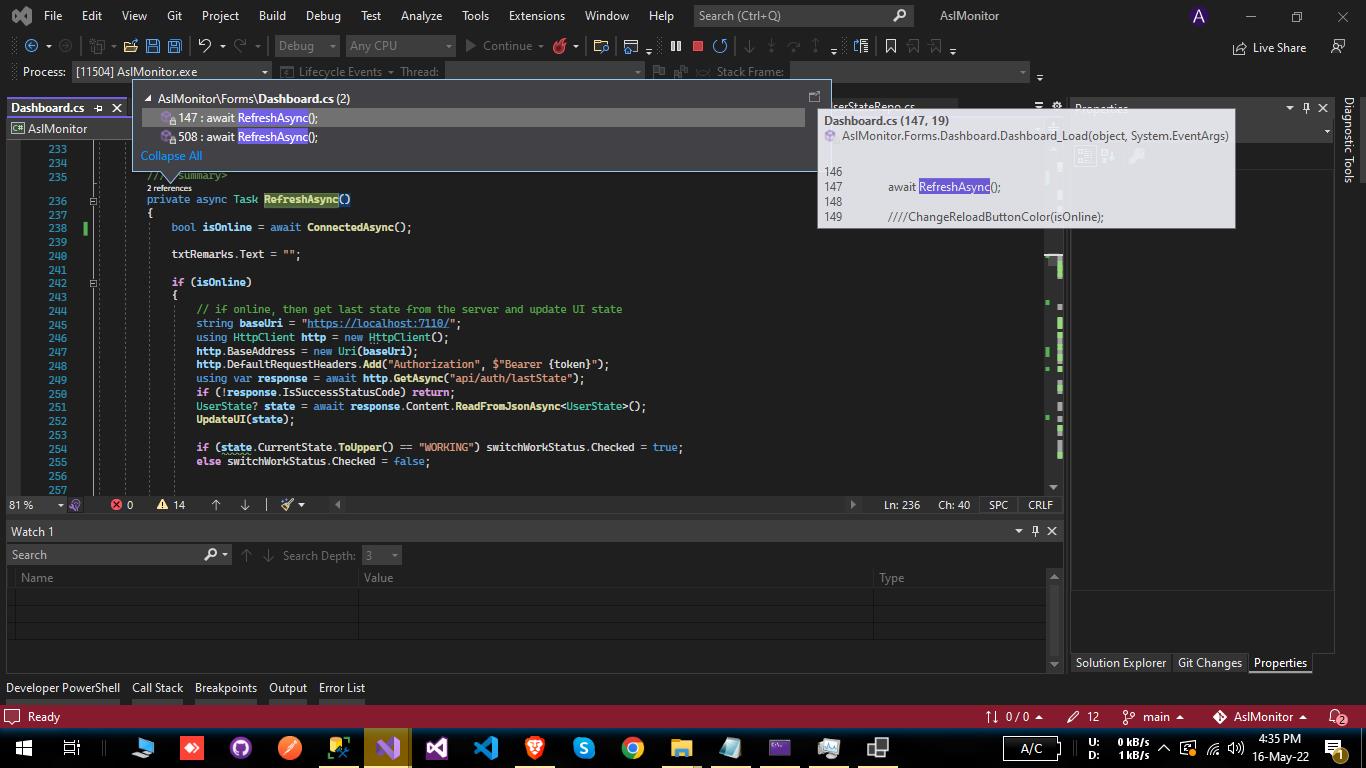 File Edit View Git Project Build Debug Test Analyze Tools Extensions Window Help Search (Ctrl+Q) AslMonitor A
Debug Any CPU Continue Live Share
Process: [11504] AslMonitor.exe Lifecycle Events Thread: Stack Frame:
Dashboard.cs
AslMonitor
AslMonitor\Forms\Dashboard.cs (2)
147 : await RefreshAsync();
508 : await RefreshAsync();
Collapse All
Properties
Diagnostic Tools
Dashboard.cs (147, 19)
AslMonitor.Forms.Dashboard.Dashboard_Load(object, System.EventArgs)
146
147 await RefreshAsync();
148
149 ////ChangeReloadButtonColor(isOnline);
233
234
235 summary>
2 references
236 private async Task RefreshAsync()
237 {
238 bool isOnline = await ConnectedAsync();
239
240 txtRemarks.Text = "";
241
242 if (isOnline)
243 {
244 // if online, then get last state from the server and update UI state
245 string baseUri = "https://localhost:7110/";
246 using HttpClient http = new HttpClient();
247 http.BaseAddress = new Uri(baseUri);
248 http.DefaultRequestHeaders.Add("Authorization", $"Bearer {token}");
249 using var response = await http.GetAsync("api/auth/lastState");
250 if (!response.IsSuccessStatusCode) return;
251 UserState? state = await response.Content.ReadFromJsonAsync<UserState>();
252 UpdateUI(state);
253
254 if (state.CurrentState.ToUpper() == "WORKING") switchWorkStatus.Checked = true;
255 else switchWorkStatus.Checked = false;
256
257
81 % 0 14 Ln: 236 Ch: 40 SPC CRLF
Watch 1
Search Search Depth: 3
Name Value Type
Solution Explorer Git Changes Properties
Developer PowerShell Call Stack Breakpoints Output Error List
Ready 0 / 0 12 main AslMonitor 2
A/C U: 0 kB/s D: 1 kB/s 4:35 PM 16-May-22 1